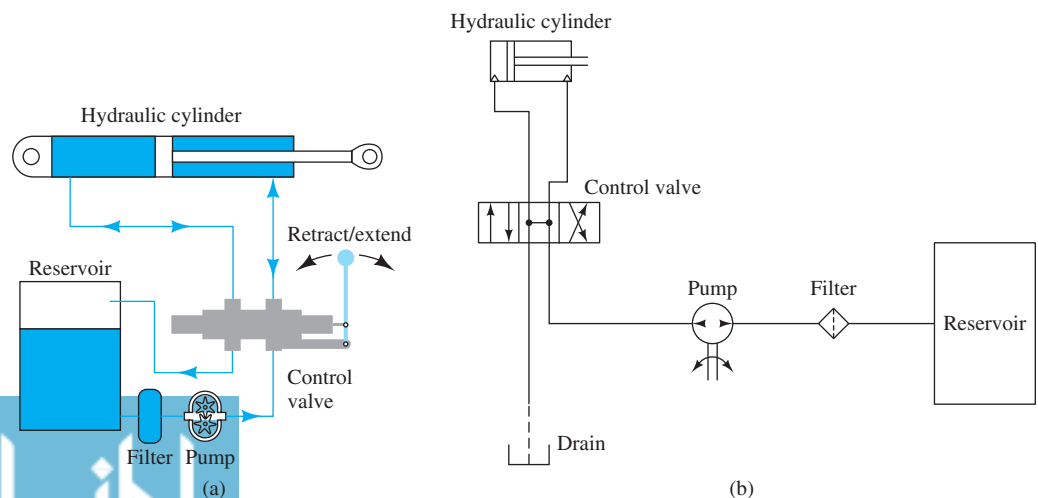 Hydraulic cylinder
Hydraulic cylinder
Control valve
Retract/extend
Reservoir
Pump
Filter
Reservoir
Control
valve
Drain
Filter
Pump
(a)
(b)